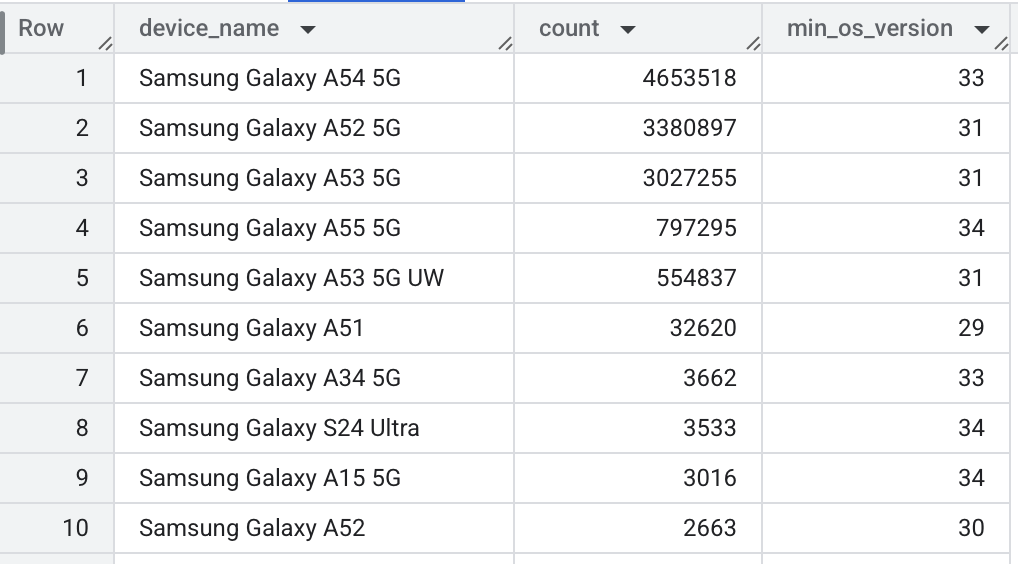 Row device_name count min_os_version
1 Samsung Galaxy A54 5G 4653518 33
2 Samsung Galaxy A52 5G 3380897 31
3 Samsung Galaxy A53 5G 3027255 31
4 Samsung Galaxy A55 5G 797295 34
5 Samsung Galaxy A53 5G UW 554837 31
6 Samsung Galaxy A51 32620 29
7 Samsung Galaxy A34 5G 3662 33
8 Samsung Galaxy S24 Ultra 3533 34
9 Samsung Galaxy A15 5G 3016 34
10 Samsung Galaxy A52 2663 30